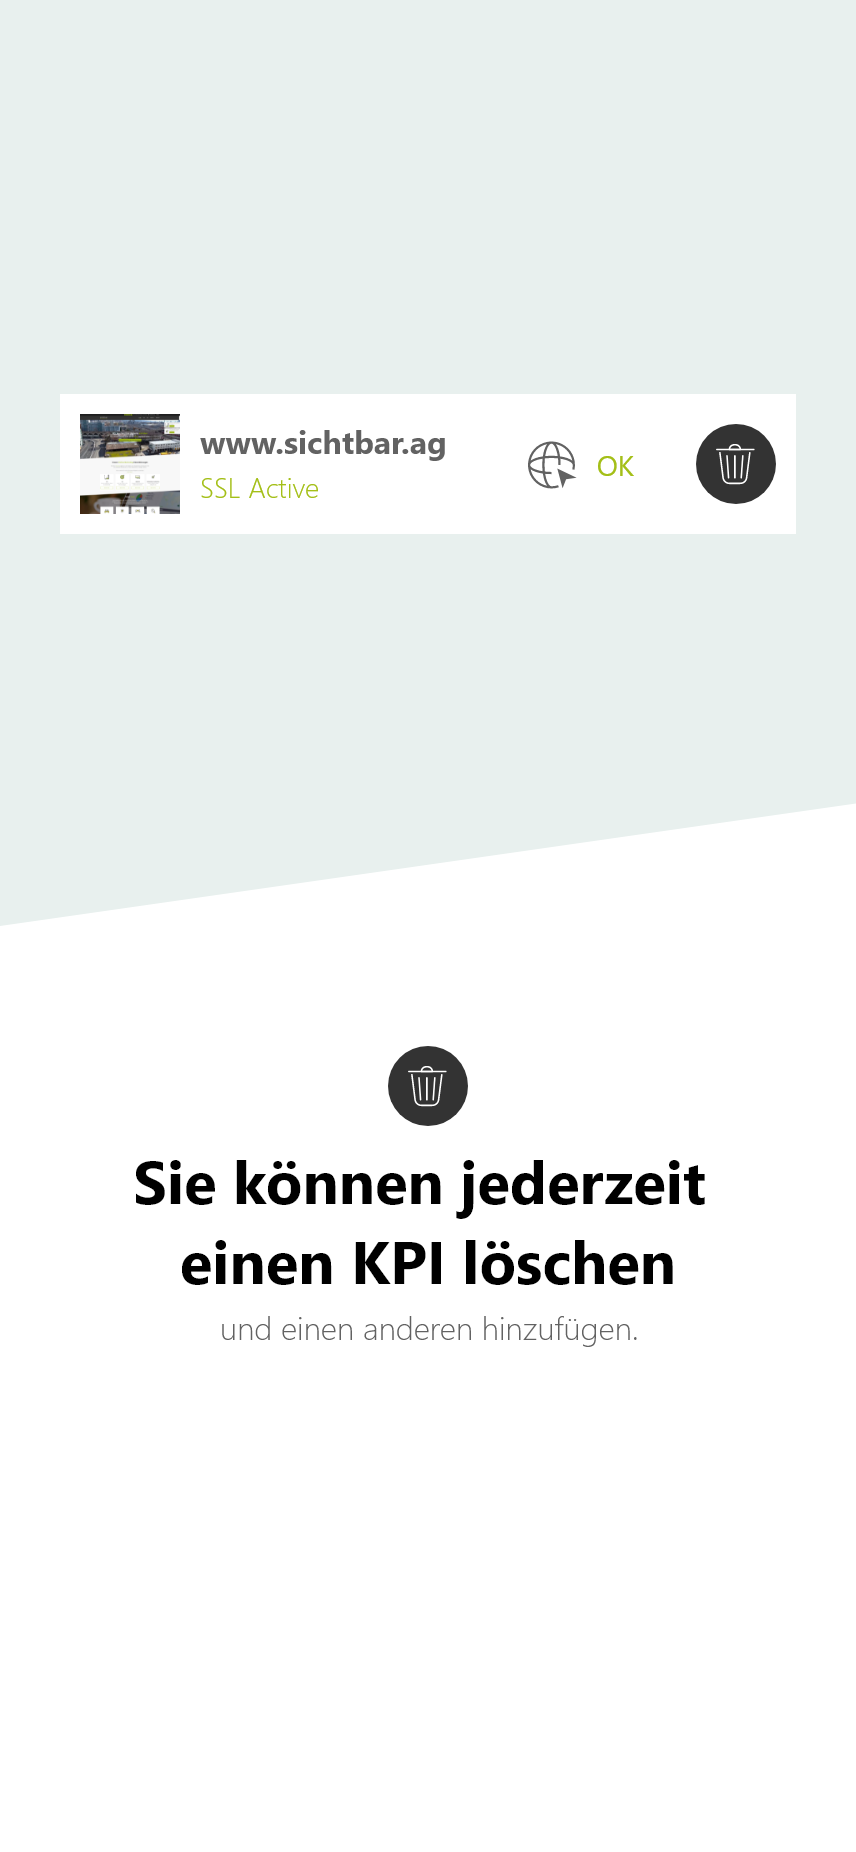 www.sichtbar.ag
SSL Active
OK
Sie können jederzeit
einen KPI löschen
und einen anderen hinzufügen.